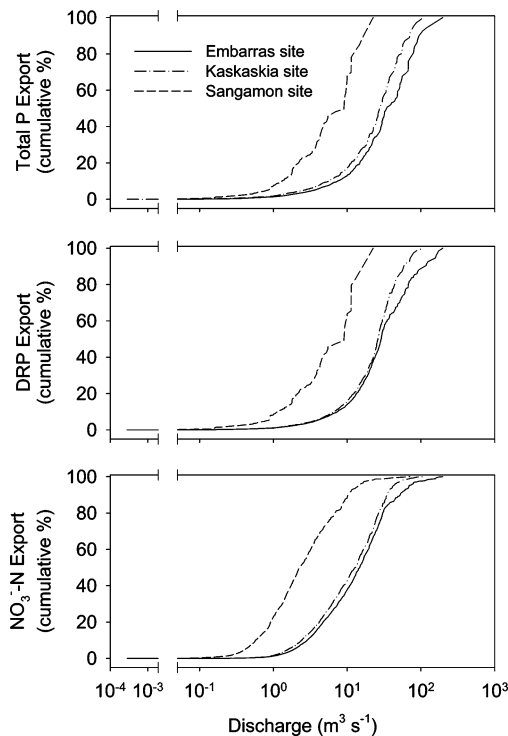 Total P Export
(cumulative %)
100
80
60
40
20
0
Embarras site
Kaskaskia site
Sangamon site
DRP Export
(cumulative %)
100
80
60
40
20
0
NO₃⁻-N Export
(cumulative %)
100
80
60
40
20
0
10⁻⁴ 10⁻³ 10⁻¹ 10⁰ 10¹ 10² 10³
Discharge (m³ s⁻¹)